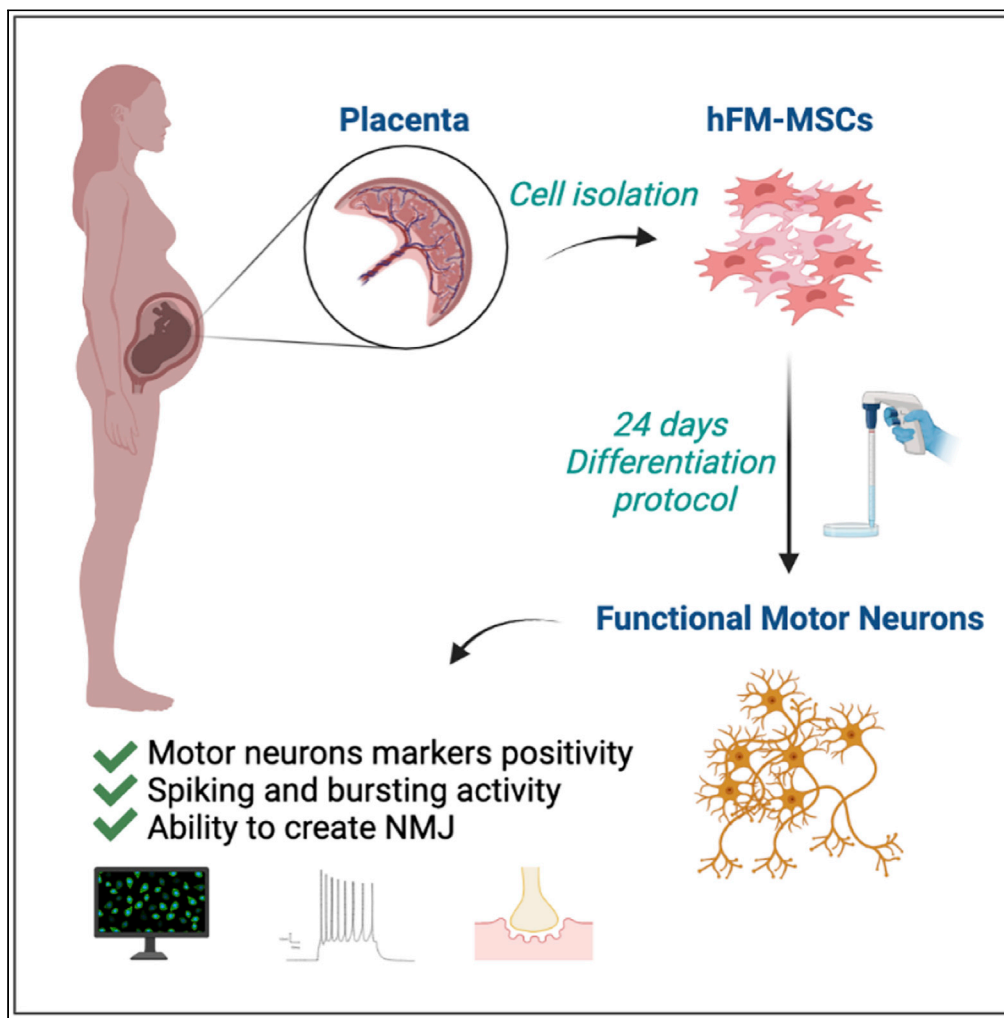 Placenta
hFM-MSCs
Cell isolation
24 days
Differentiation
protocol
Functional Motor Neurons
Motor neurons markers positivity
Spiking and bursting activity
Ability to create NMJ